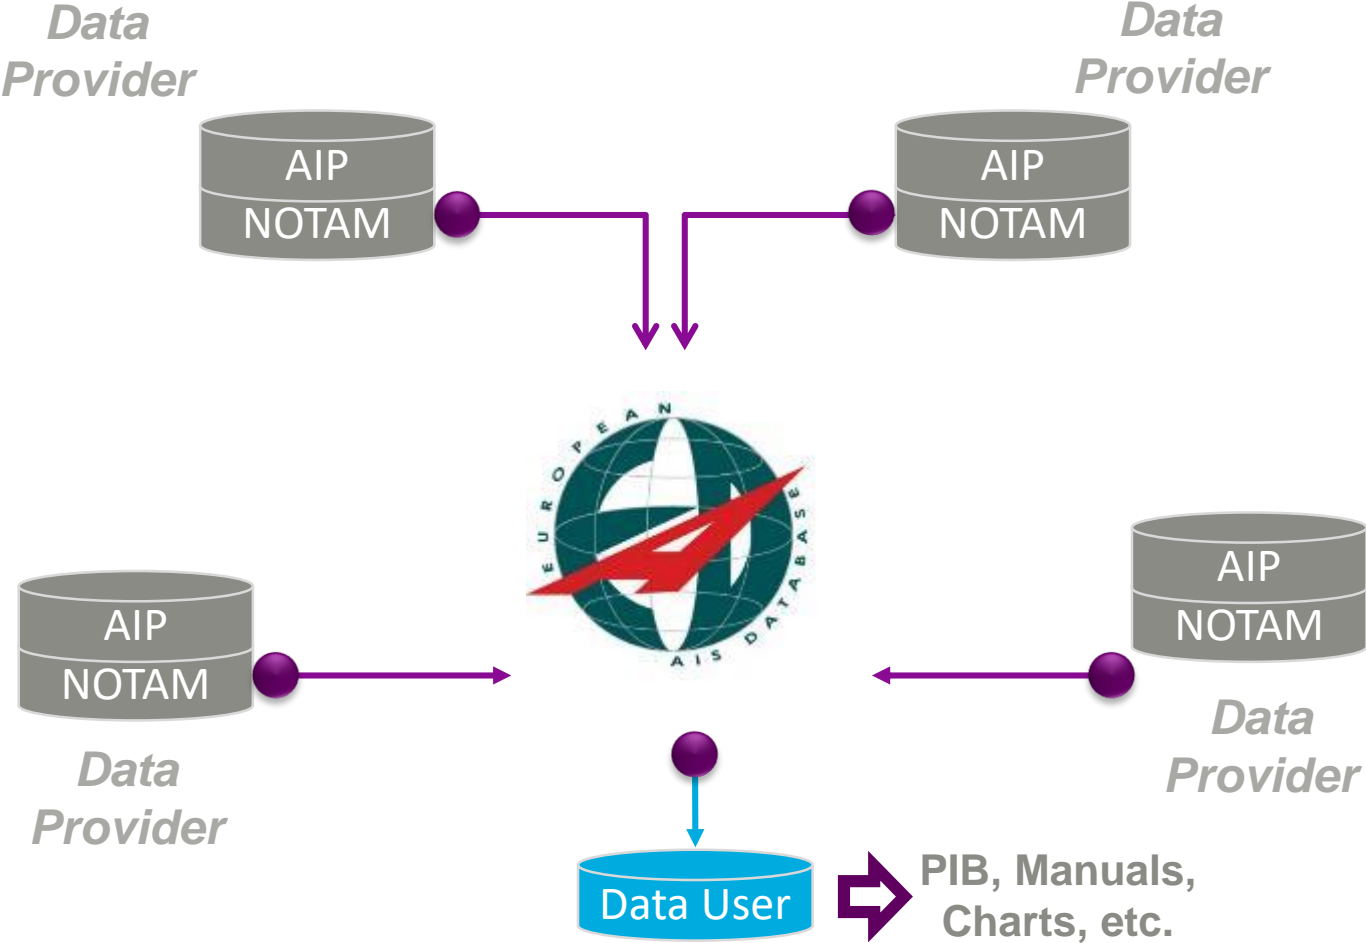 Data
Provider
Data
Provider
AIP
NOTAM
AIP
NOTAM
EUROPEAN
AIS DATABASE
AIP
NOTAM
AIP
NOTAM
Data
Provider
Data
Provider
Data User
PIB, Manuals,
Charts, etc.